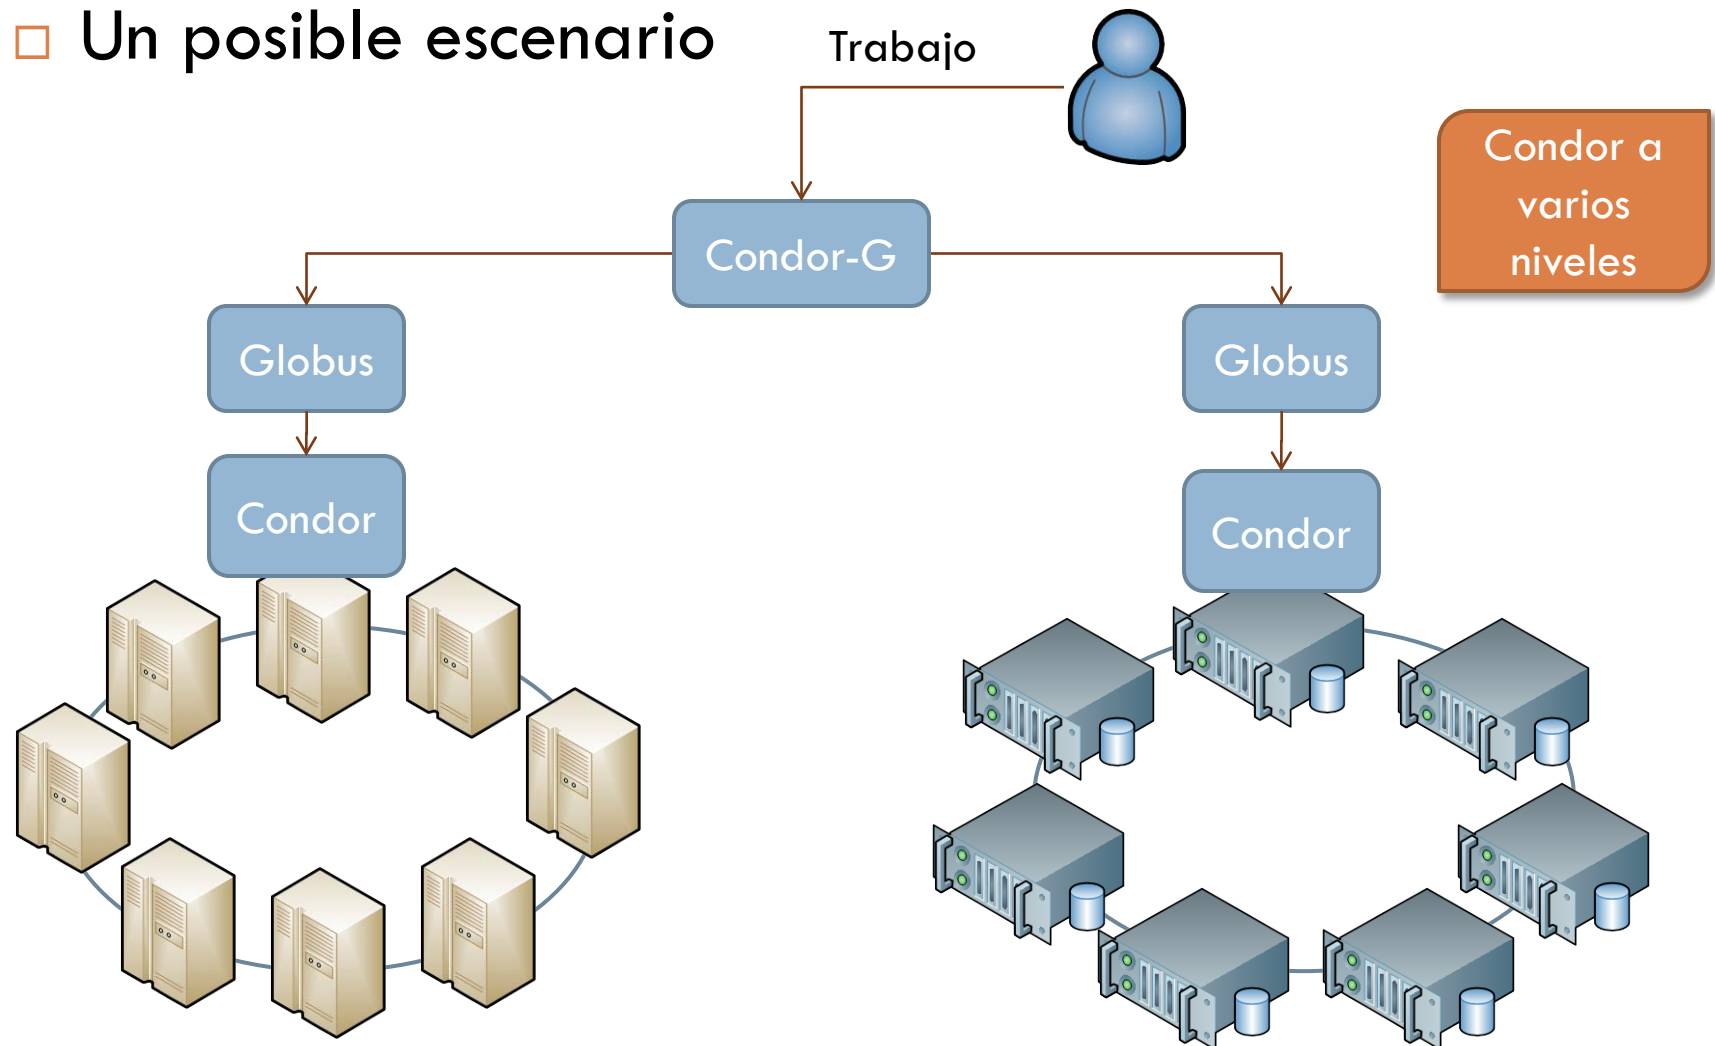 Un posible escenario
Trabajo
Condor a
varios
niveles
Condor-G
Globus
Globus
Condor
Condor